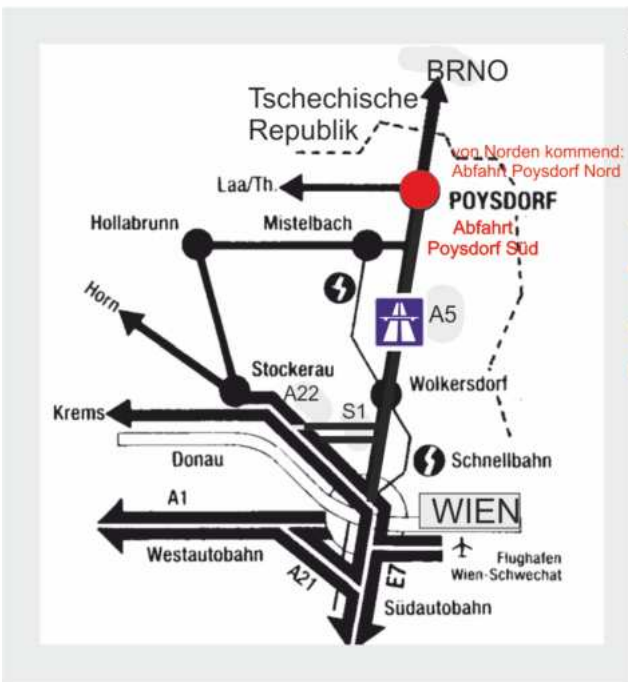 BRNO
Tschechische
Republik
von Norden kommend:
Abfahrt Poysdorf Nord
Laa/Th.
POYSDORF
Hollabrunn
Mistelbach
Abfahrt
Poysdorf Süd
Horn
A5
Stockerau
A22
Wolkersdorf
Krems
S1
Donau
Schnellbahn
A1
WIEN
Westautobahn
A21
E7
Flughafen
Wien-Schwechat
Südautobahn